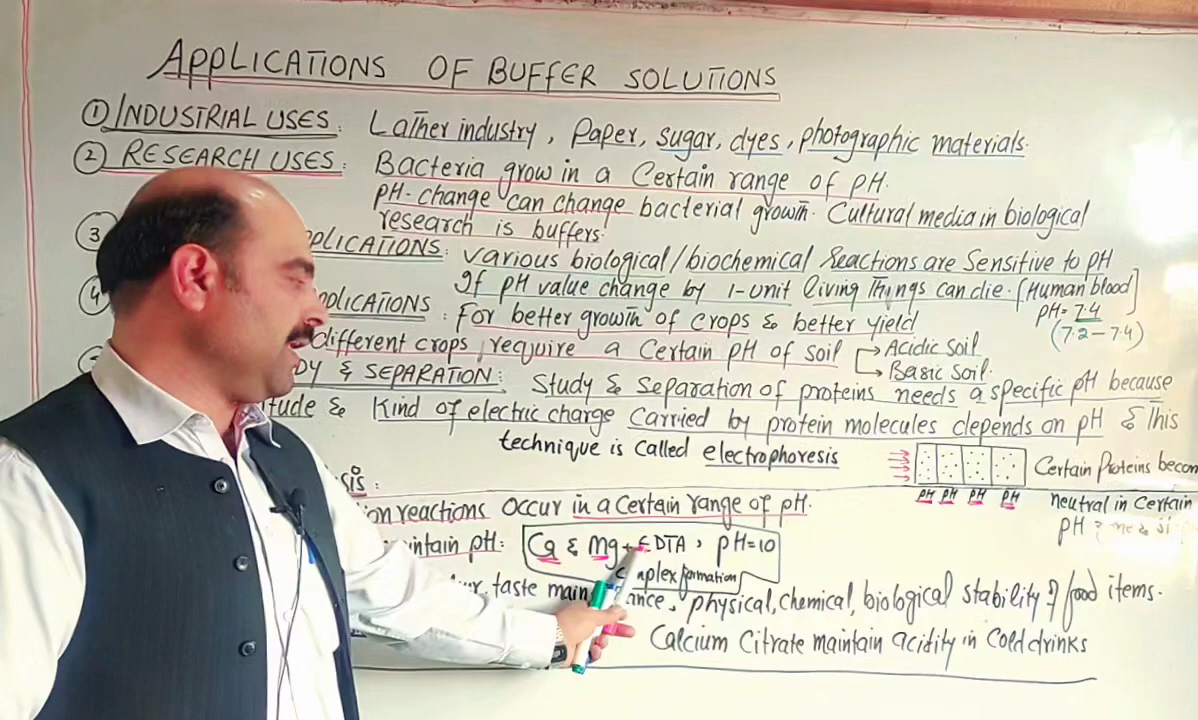 APPLICATIONS OF BUFFER SOLUTIONS
① INDUSTRIAL USES: Lather industry, Paper, sugar, dyes, photographic materials.
② RESEARCH USES: Bacteria grow in a Certain range of pH.
pH-change can change bacterial growth. Cultural media in biological
research is buffers.
③ PLICATIONS: Various biological/biochemical Reactions are Sensitive to pH
If pH value change by 1-unit living Things can die. [Human blood]
pH=7.4
(7.2-7.4)
④ PPLICATIONS: For better growth of crops & better yield
different crops, require a Certain pH of soil → Acidic Soil
→ Basic Soil.
DY & SEPARATION: Study & Separation of proteins needs a specific pH because
tude & Kind of electric charge Carried by protein molecules depends on pH & This
technique is called electrophoresis
Certain Proteins becom
pH pH pH pH
neutral in Certain
pH
sis:
ion reactions Occur in a Certain range of pH.
intain pH: Ca & Mg + EDTA, pH=10
mplex formation
ur, taste main ance, physical, chemical, biological stability of food items.
Calcium Citrate maintain acidity in Cold drinks